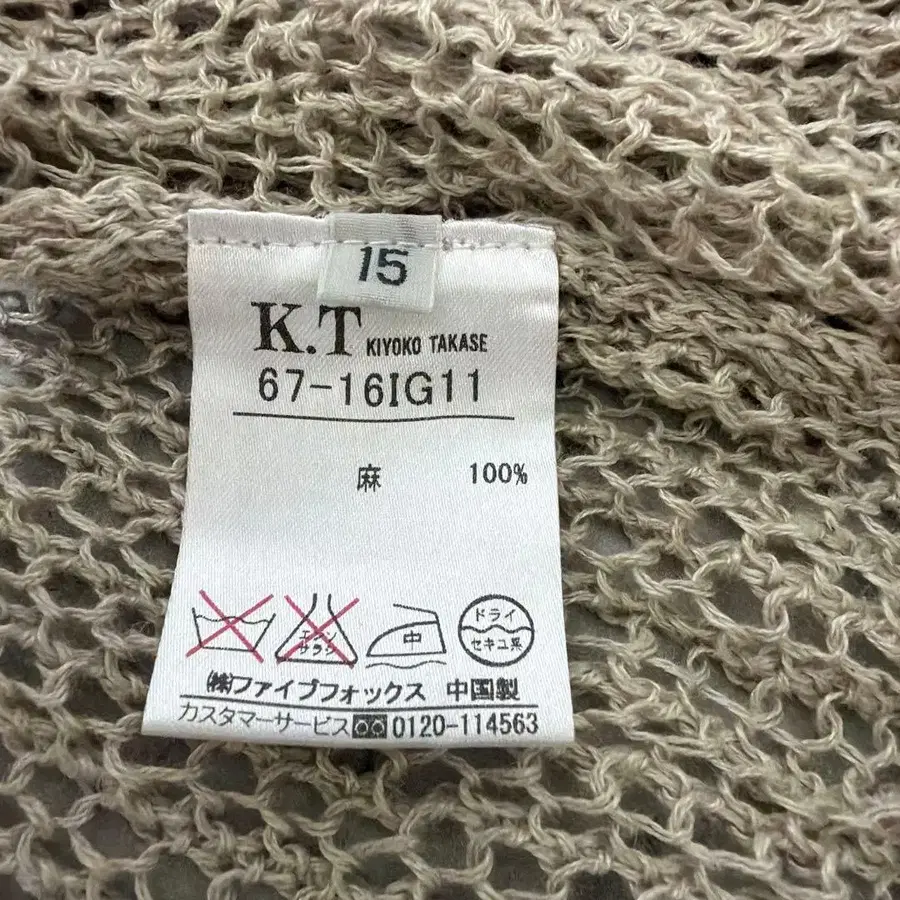 15
K.T KIYOKO TAKASE
67-16IG11
麻 100%
エンソ
サラシ
中
ドライ
セキユ系
㈱ファイブフォックス 中国製
カスタマーサービス 0120-114563